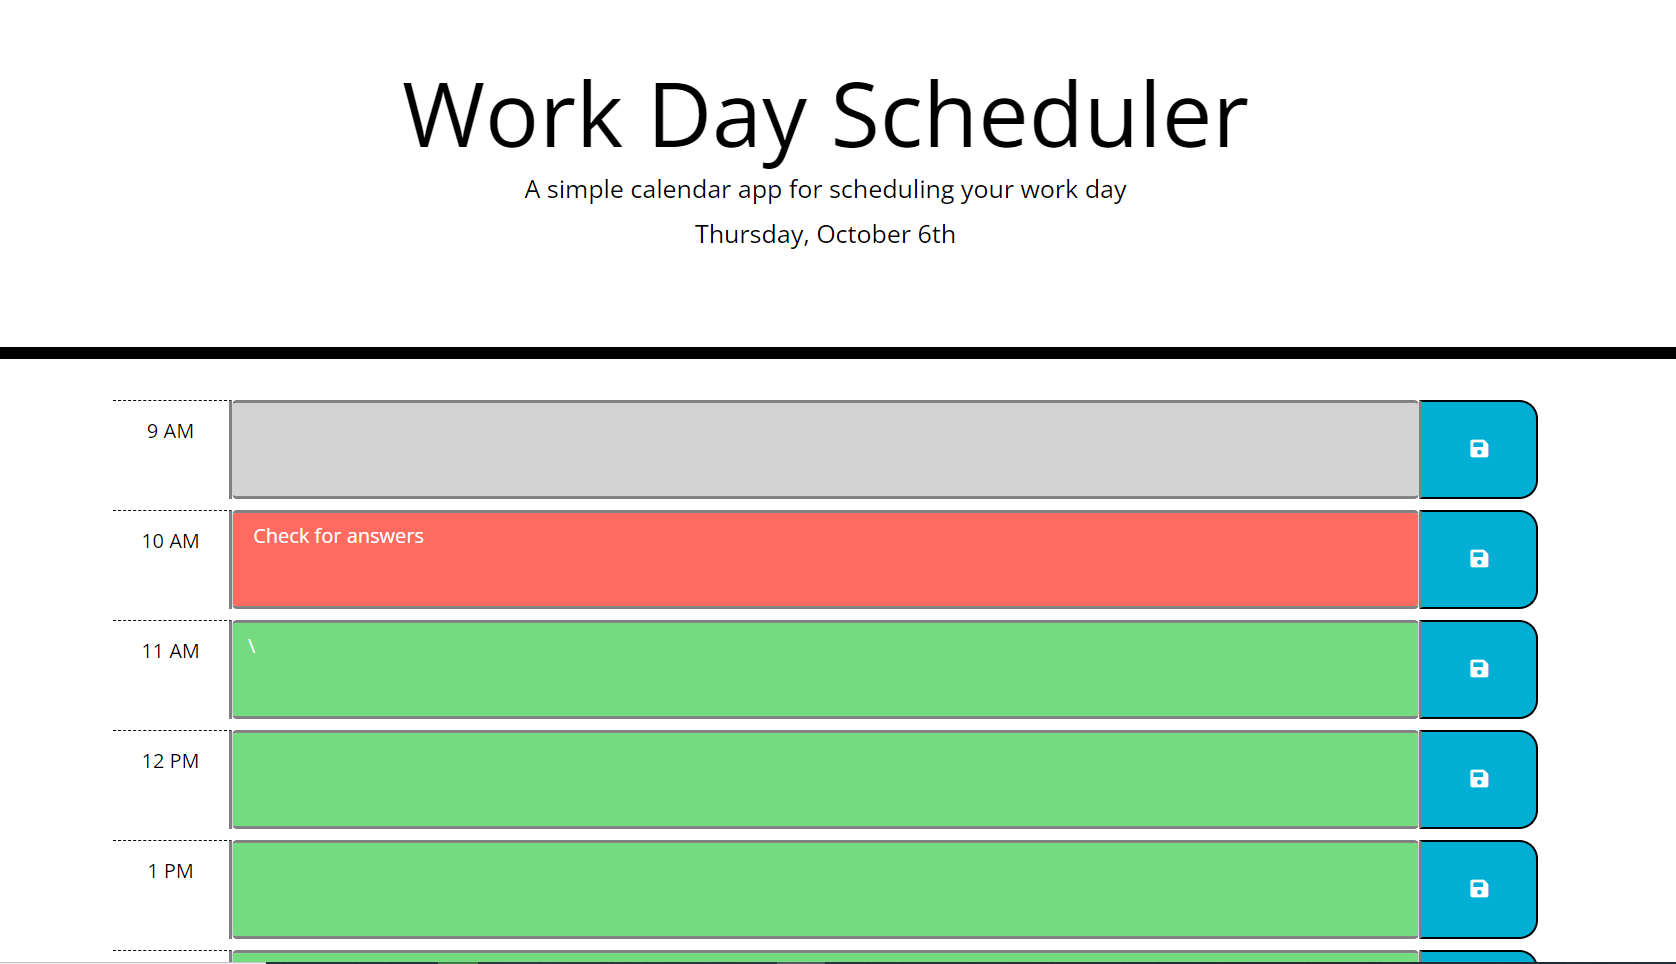 Work Day Scheduler
A simple calendar app for scheduling your work day
Thursday, October 6th
9 AM
10 AM
Check for answers
11 AM
\
12 PM
1 PM